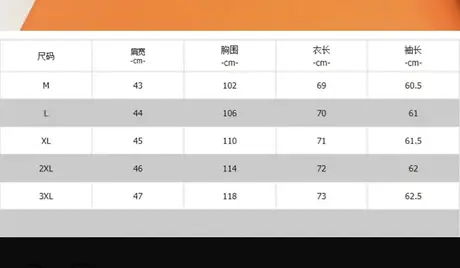 尺码 肩宽 胸围 衣长 袖长
-cm- -cm- -cm- -cm-
M 43 102 69 60.5
L 44 106 70 61
XL 45 110 71 61.5
2XL 46 114 72 62
3XL 47 118 73 62.5